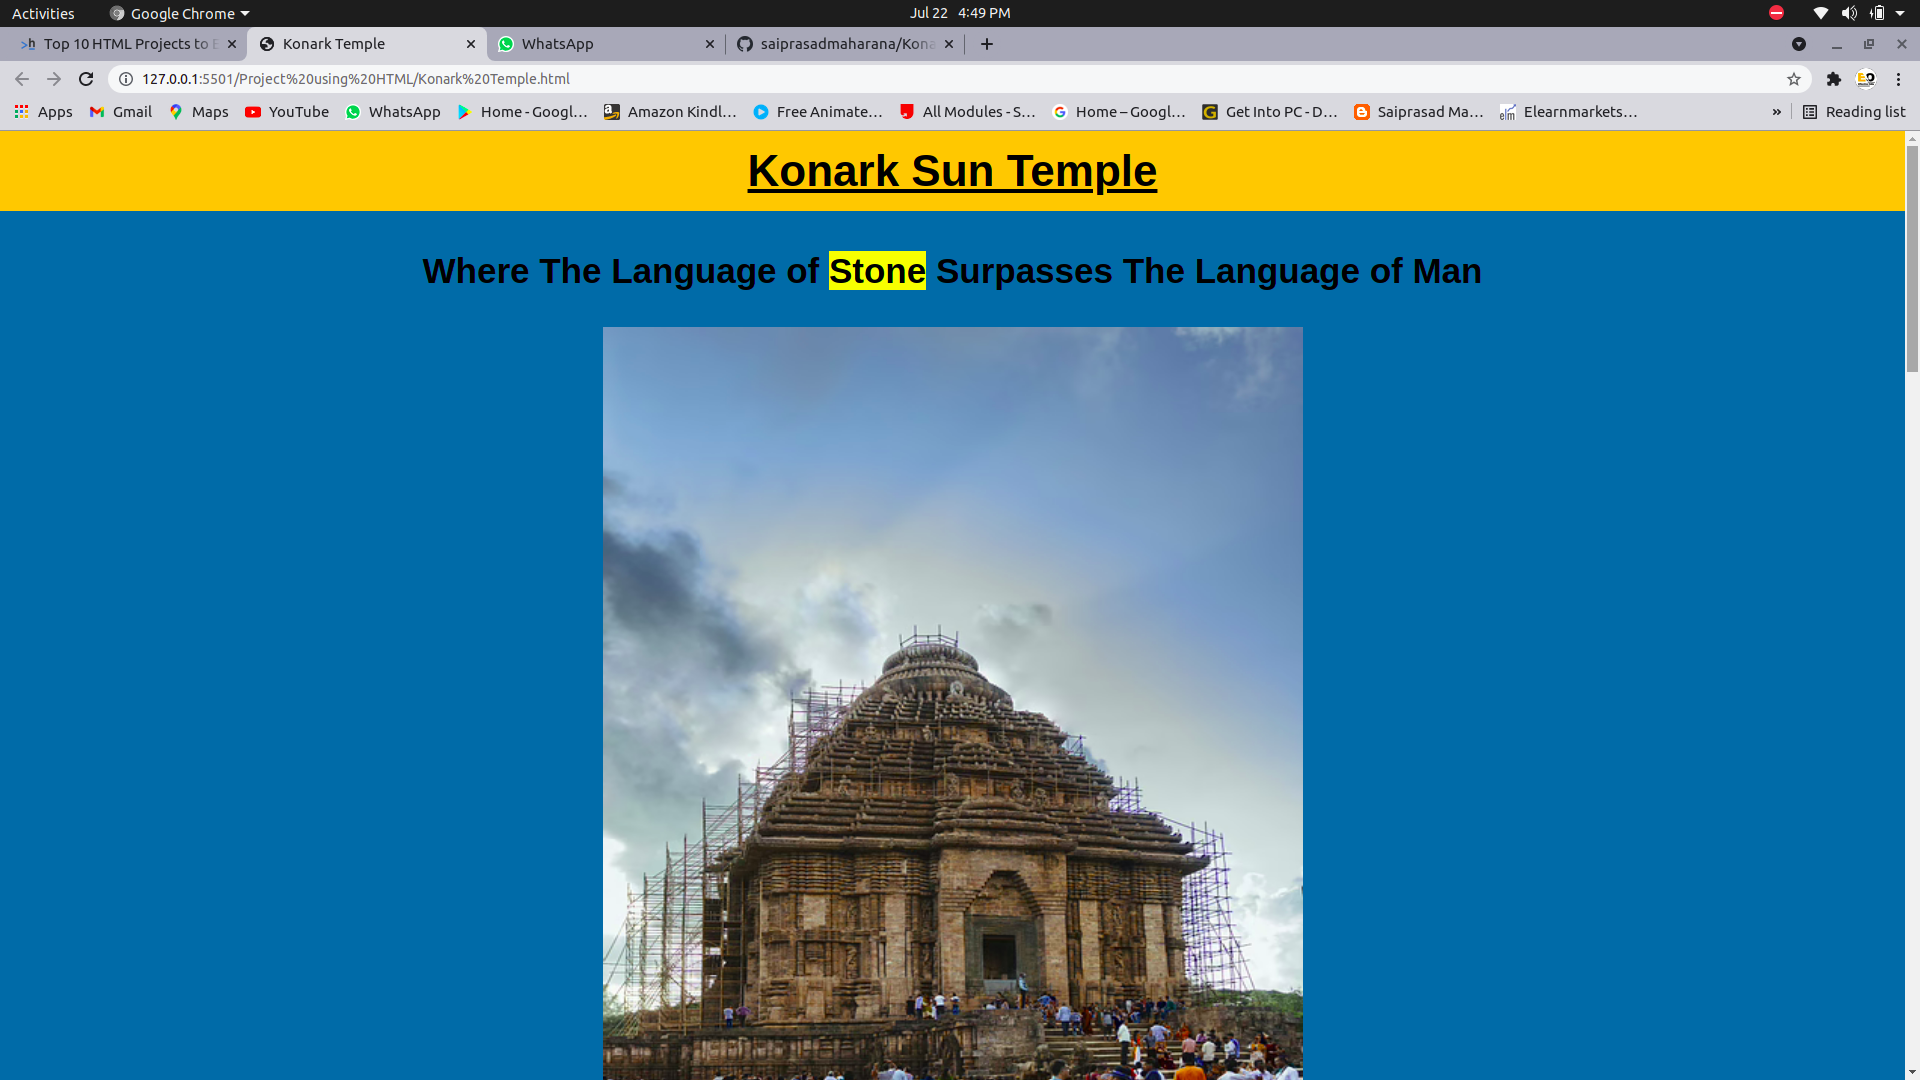 Activities Google Chrome Jul 22 4:49 PM
Top 10 HTML Projects to Konark Temple WhatsApp saiprasadmaharana/Kona
127.0.0.1:5501/Project%20using%20HTML/Konark%20Temple.html
Apps Gmail Maps YouTube WhatsApp Home - Googl... Amazon Kindl... Free Animate... All Modules - S... Home – Googl... Get Into PC - D... Saiprasad Ma... Elearnmarkets... » Reading list
Konark Sun Temple
Where The Language of Stone Surpasses The Language of Man